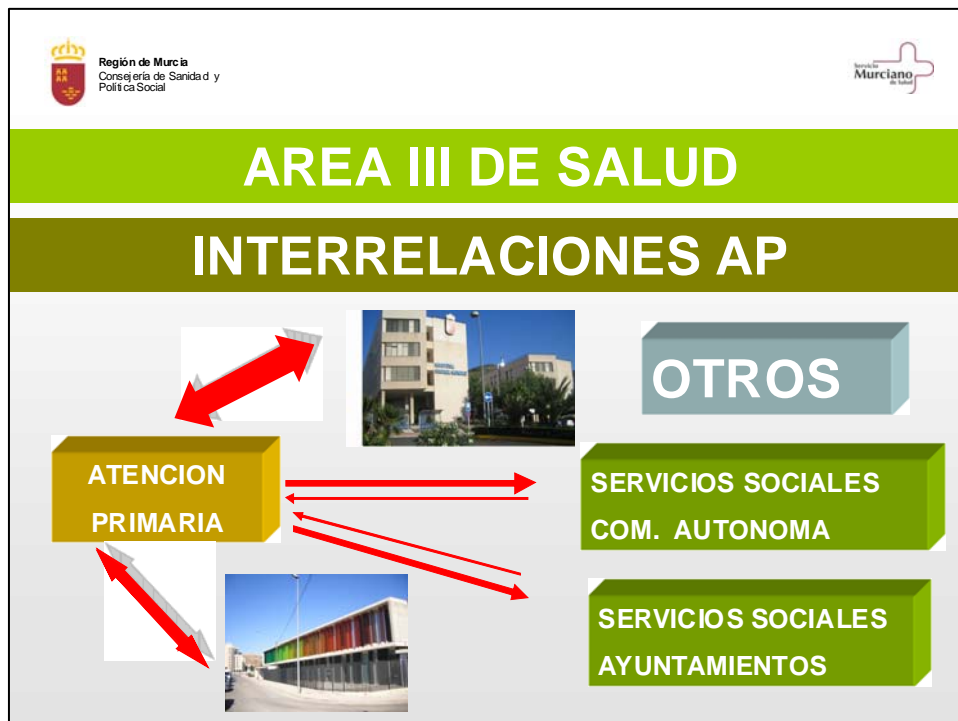 Región de Murcia
Consejería de Sanidad y
Política Social
Servicio
Murciano
de Salud
AREA III DE SALUD
INTERRELACIONES AP
OTROS
ATENCION
PRIMARIA
SERVICIOS SOCIALES
COM. AUTONOMA
SERVICIOS SOCIALES
AYUNTAMIENTOS